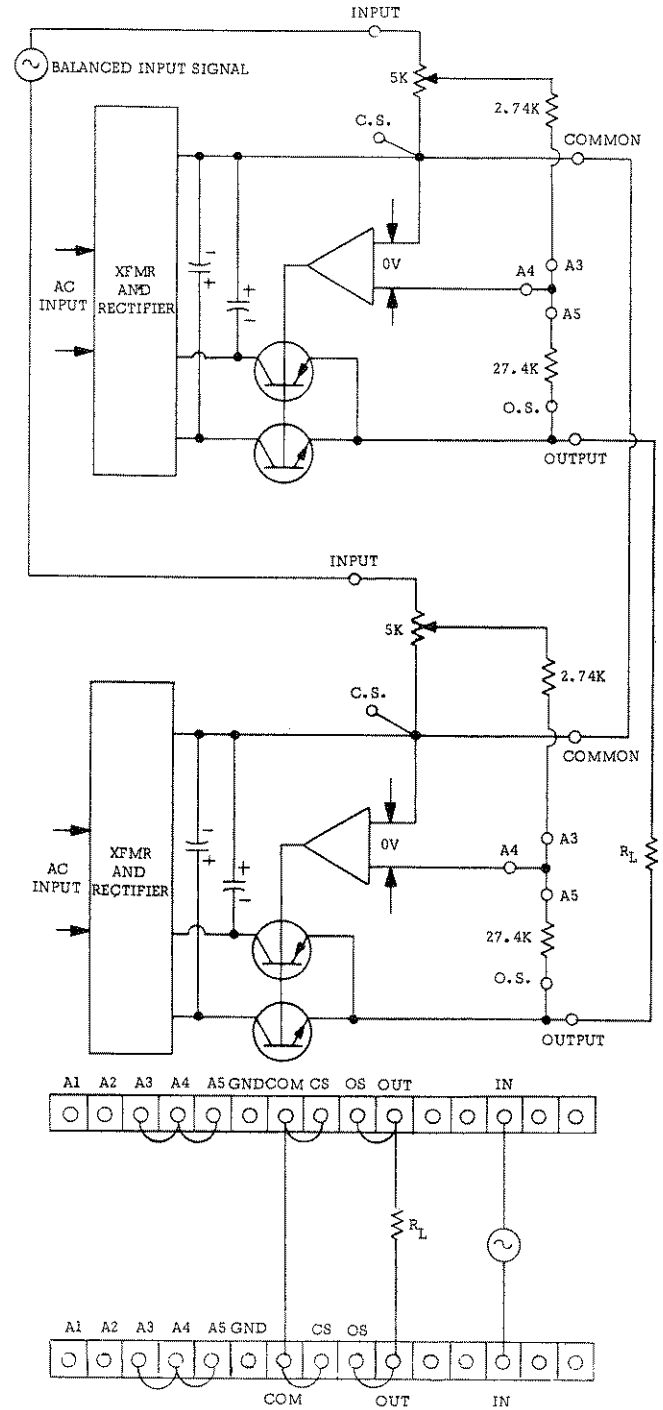 INPUT
BALANCED INPUT SIGNAL
5K
2.74K
C.S.
COMMON
XFMR
AND
RECTIFIER
AC
INPUT
-
+
+
-
0V
A4
A3
A5
27.4K
O.S.
OUTPUT
INPUT
5K
2.74K
C.S.
COMMON
XFMR
AND
RECTIFIER
AC
INPUT
-
+
+
-
0V
A4
A3
A5
RL
27.4K
O.S.
OUTPUT
A1 A2 A3 A4 A5 GND COM CS OS OUT IN
RL
A1 A2 A3 A4 A5 GND CS OS
COM OUT IN